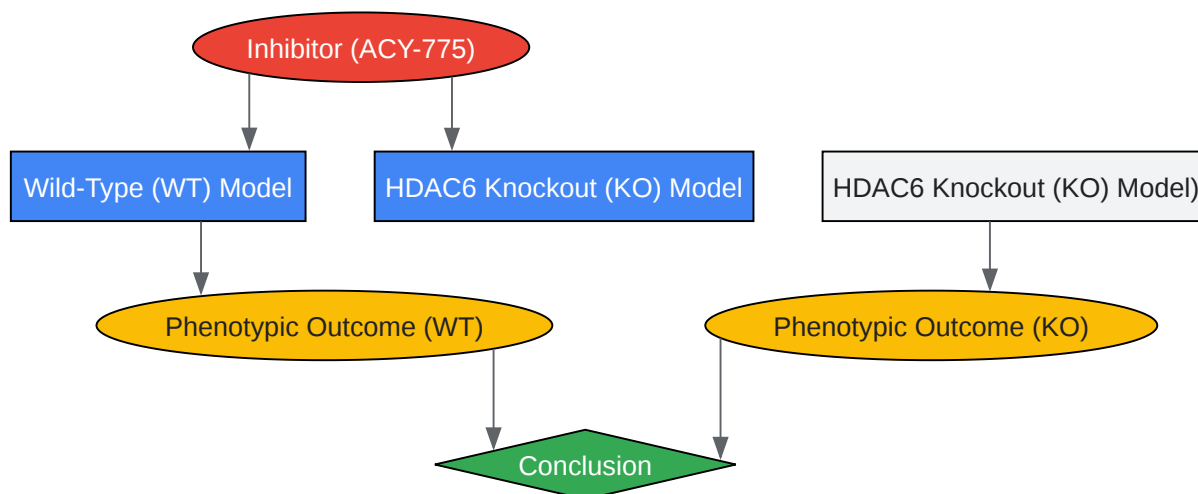 Inhibitor (ACY-775)
Wild-Type (WT) Model
HDAC6 Knockout (KO) Model
HDAC6 Knockout (KO) Model)
Phenotypic Outcome (WT)
Phenotypic Outcome (KO)
Conclusion